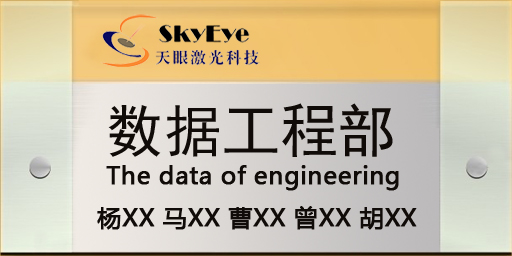 SkyEye
天眼激光科技
数据工程部
The data of engineering
杨XX 马XX 曹XX 曾XX 胡XX